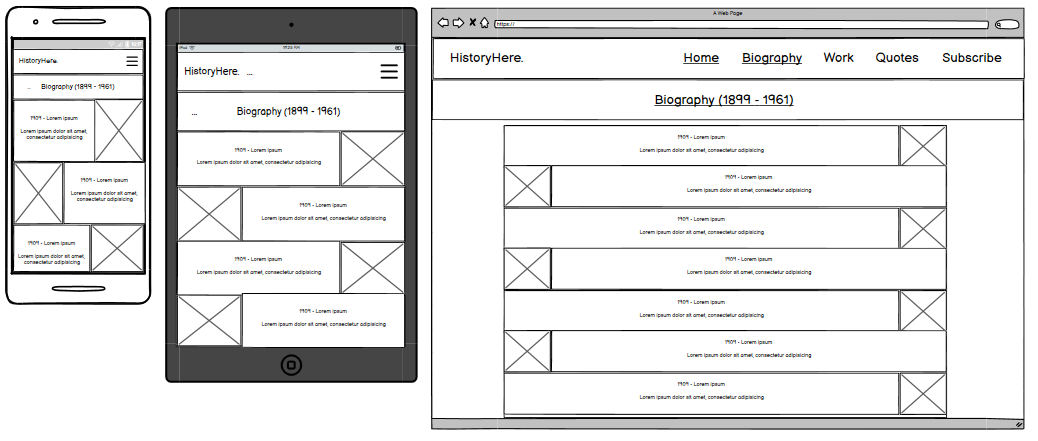 HistoryHere.
... Biography (1899 - 1961)
1909 - Lorem ipsum
Lorem ipsum dolor sit amet,
consectetur adipisicing
1909 - Lorem ipsum
Lorem ipsum dolor sit amet,
consectetur adipisicing
1909 - Lorem ipsum
Lorem ipsum dolor sit amet,
consectetur adipisicing
iPad
11:25 AM
HistoryHere. ...
... Biography (1899 - 1961)
1909 - Lorem ipsum
Lorem ipsum dolor sit amet, consectetur adipisicing
1909 - Lorem ipsum
Lorem ipsum dolor sit amet, consectetur adipisicing
1909 - Lorem ipsum
Lorem ipsum dolor sit amet, consectetur adipisicing
1909 - Lorem ipsum
Lorem ipsum dolor sit amet, consectetur adipisicing
A Web Page
https://
HistoryHere. Home Biography Work Quotes Subscribe
Biography (1899 - 1961)
1909 - Lorem ipsum
Lorem ipsum dolor sit amet, consectetur adipisicing
1909 - Lorem ipsum
Lorem ipsum dolor sit amet, consectetur adipisicing
1909 - Lorem ipsum
Lorem ipsum dolor sit amet, consectetur adipisicing
1909 - Lorem ipsum
Lorem ipsum dolor sit amet, consectetur adipisicing
1909 - Lorem ipsum
Lorem ipsum dolor sit amet, consectetur adipisicing
1909 - Lorem ipsum
Lorem ipsum dolor sit amet, consectetur adipisicing
1909 - Lorem ipsum
Lorem ipsum dolor sit amet, consectetur adipisicing